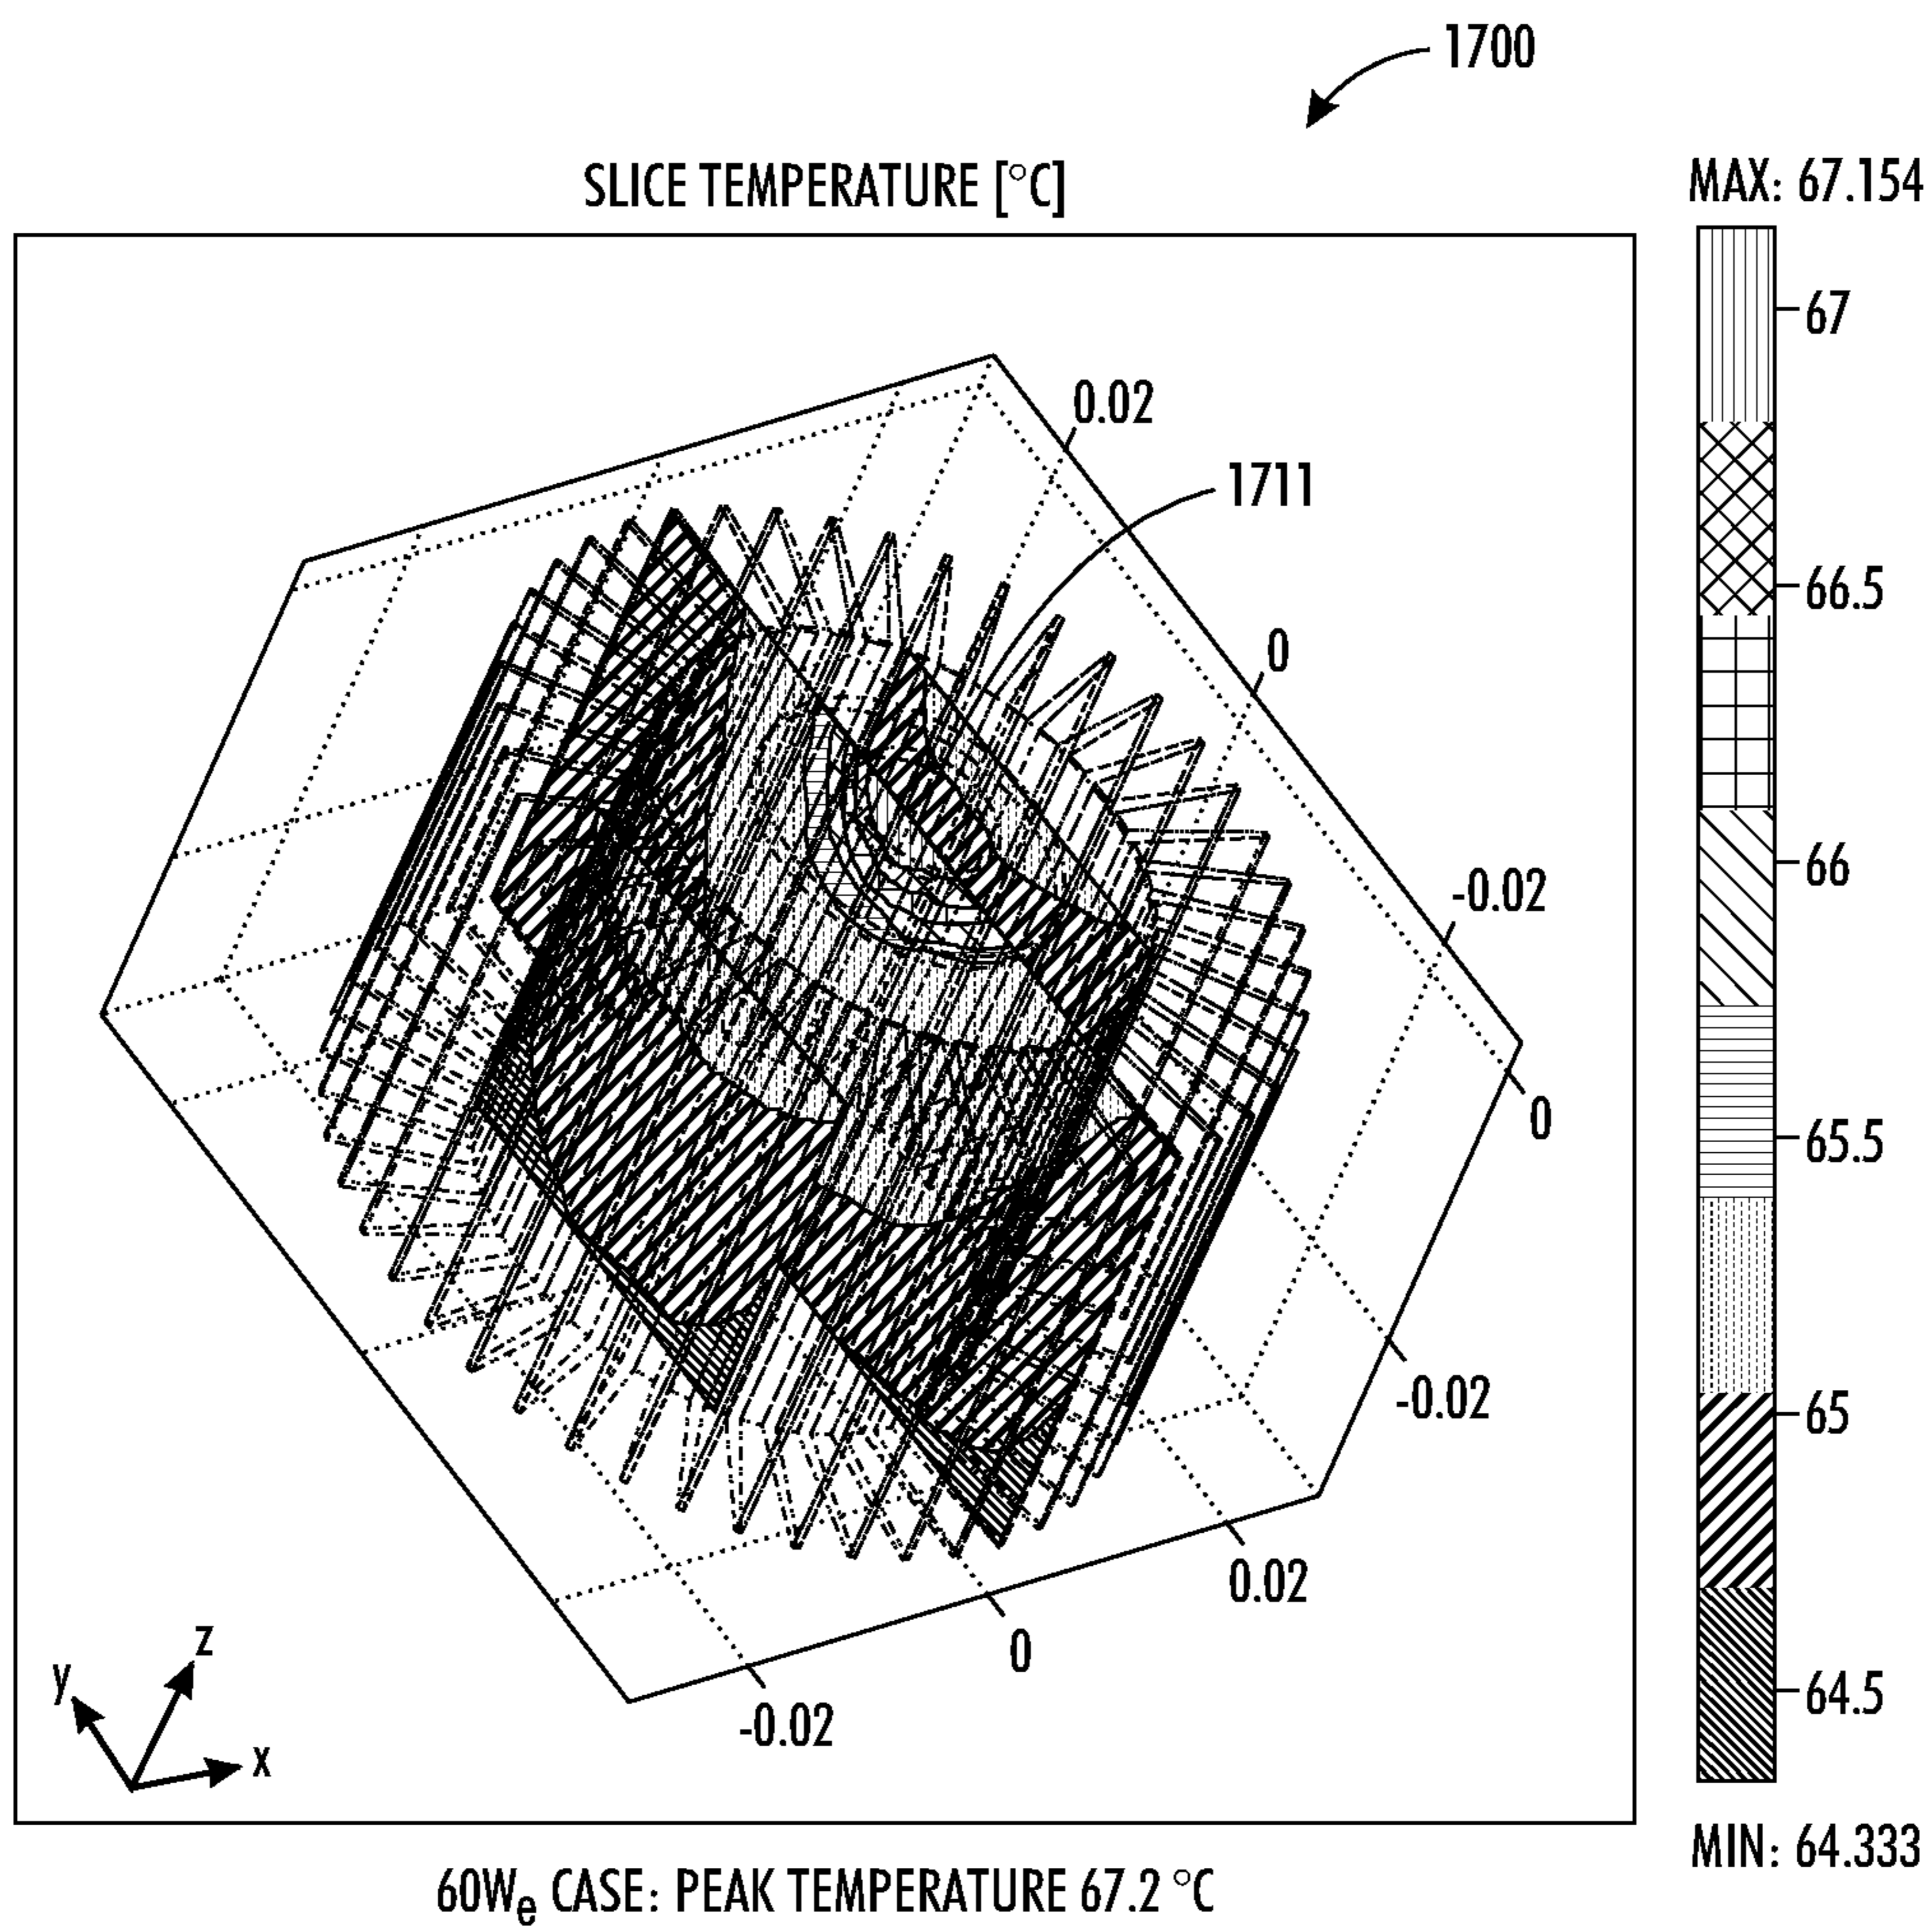 1700
SLICE TEMPERATURE [°C]
MAX: 67.154
67
66.5
66
65.5
65
64.5
MIN: 64.333
0.02
1711
0
-0.02
0
-0.02
0.02
0
-0.02
y
z
x
60We CASE: PEAK TEMPERATURE 67.2 °C